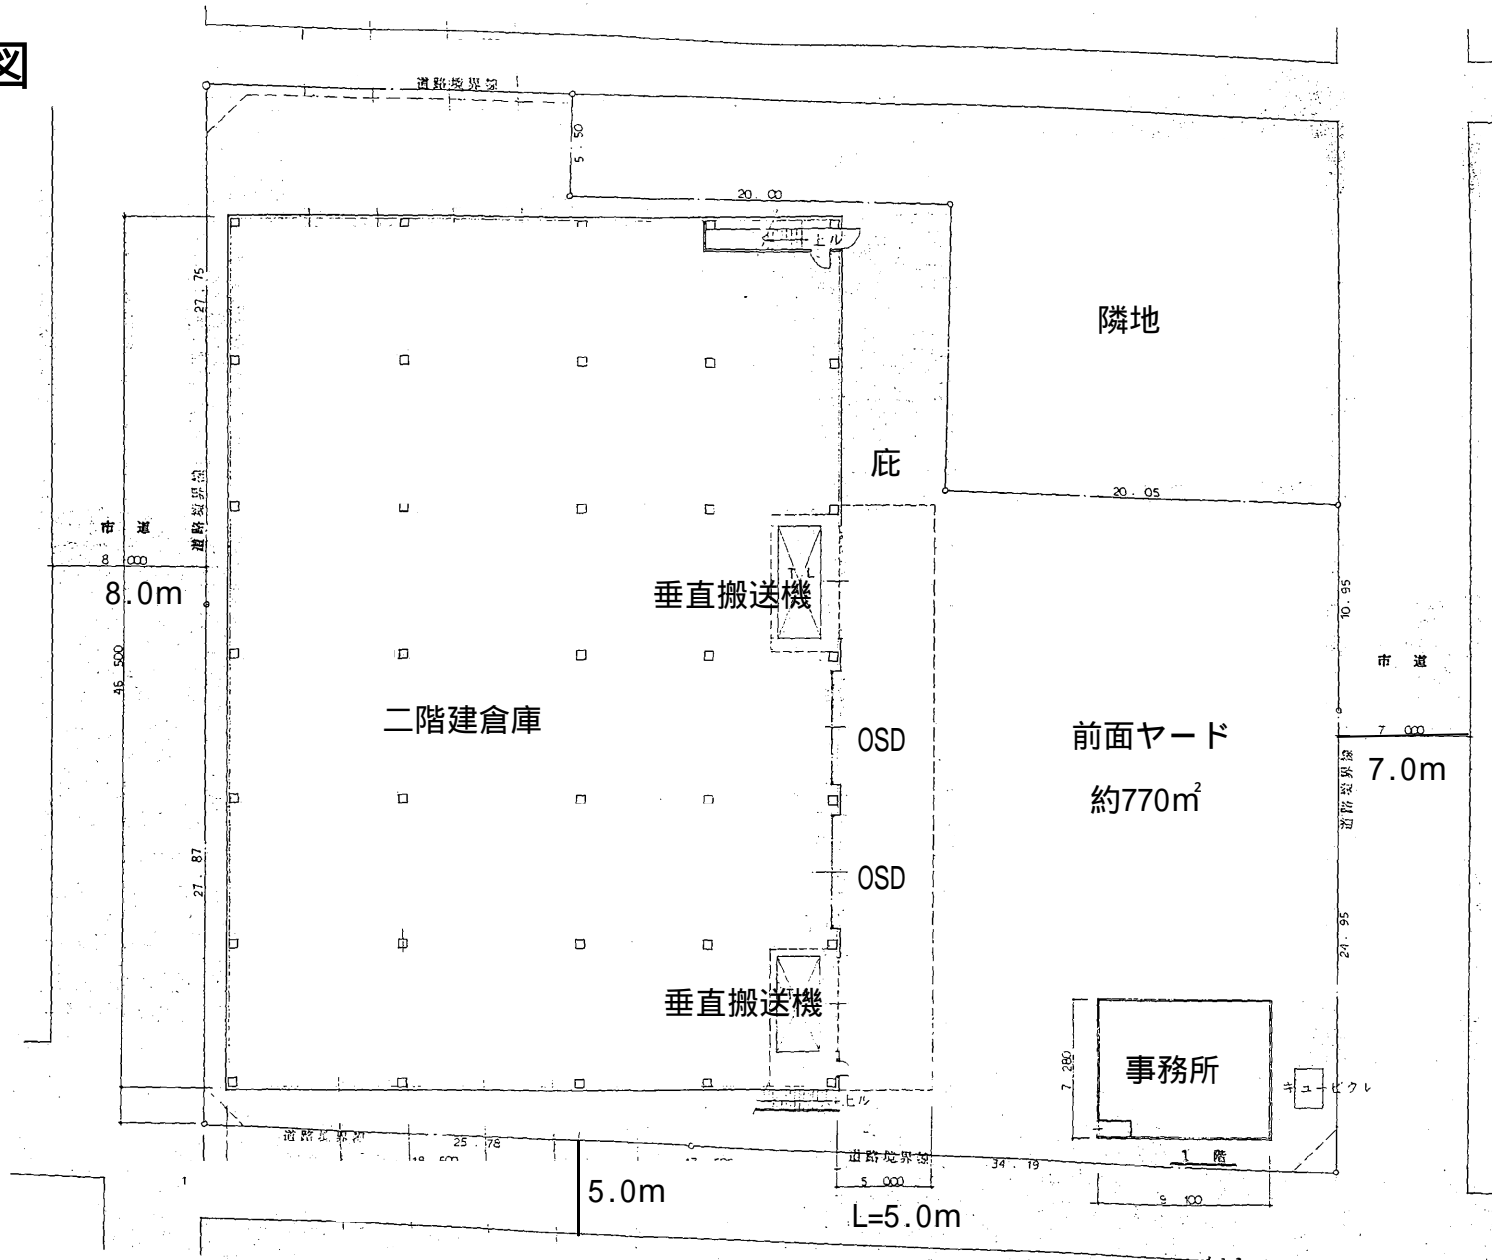 図
道路境界線
5.50
20.00
上ル
27.75
隣地
庇
道路境界線
20.05
市道
8 000
8.0m
TL
垂直搬送機
10.95
46 500
市道
二階建倉庫
OSD
前面ヤード
7 000
7.0m
約770㎡
道路境界線
27.87
OSD
24.95
垂直搬送機
7 280
事務所
キュービクル
上ル
道路境界線
25.78
道路境界線
34.19
1階
5 000
5.0m
9 100
L=5.0m